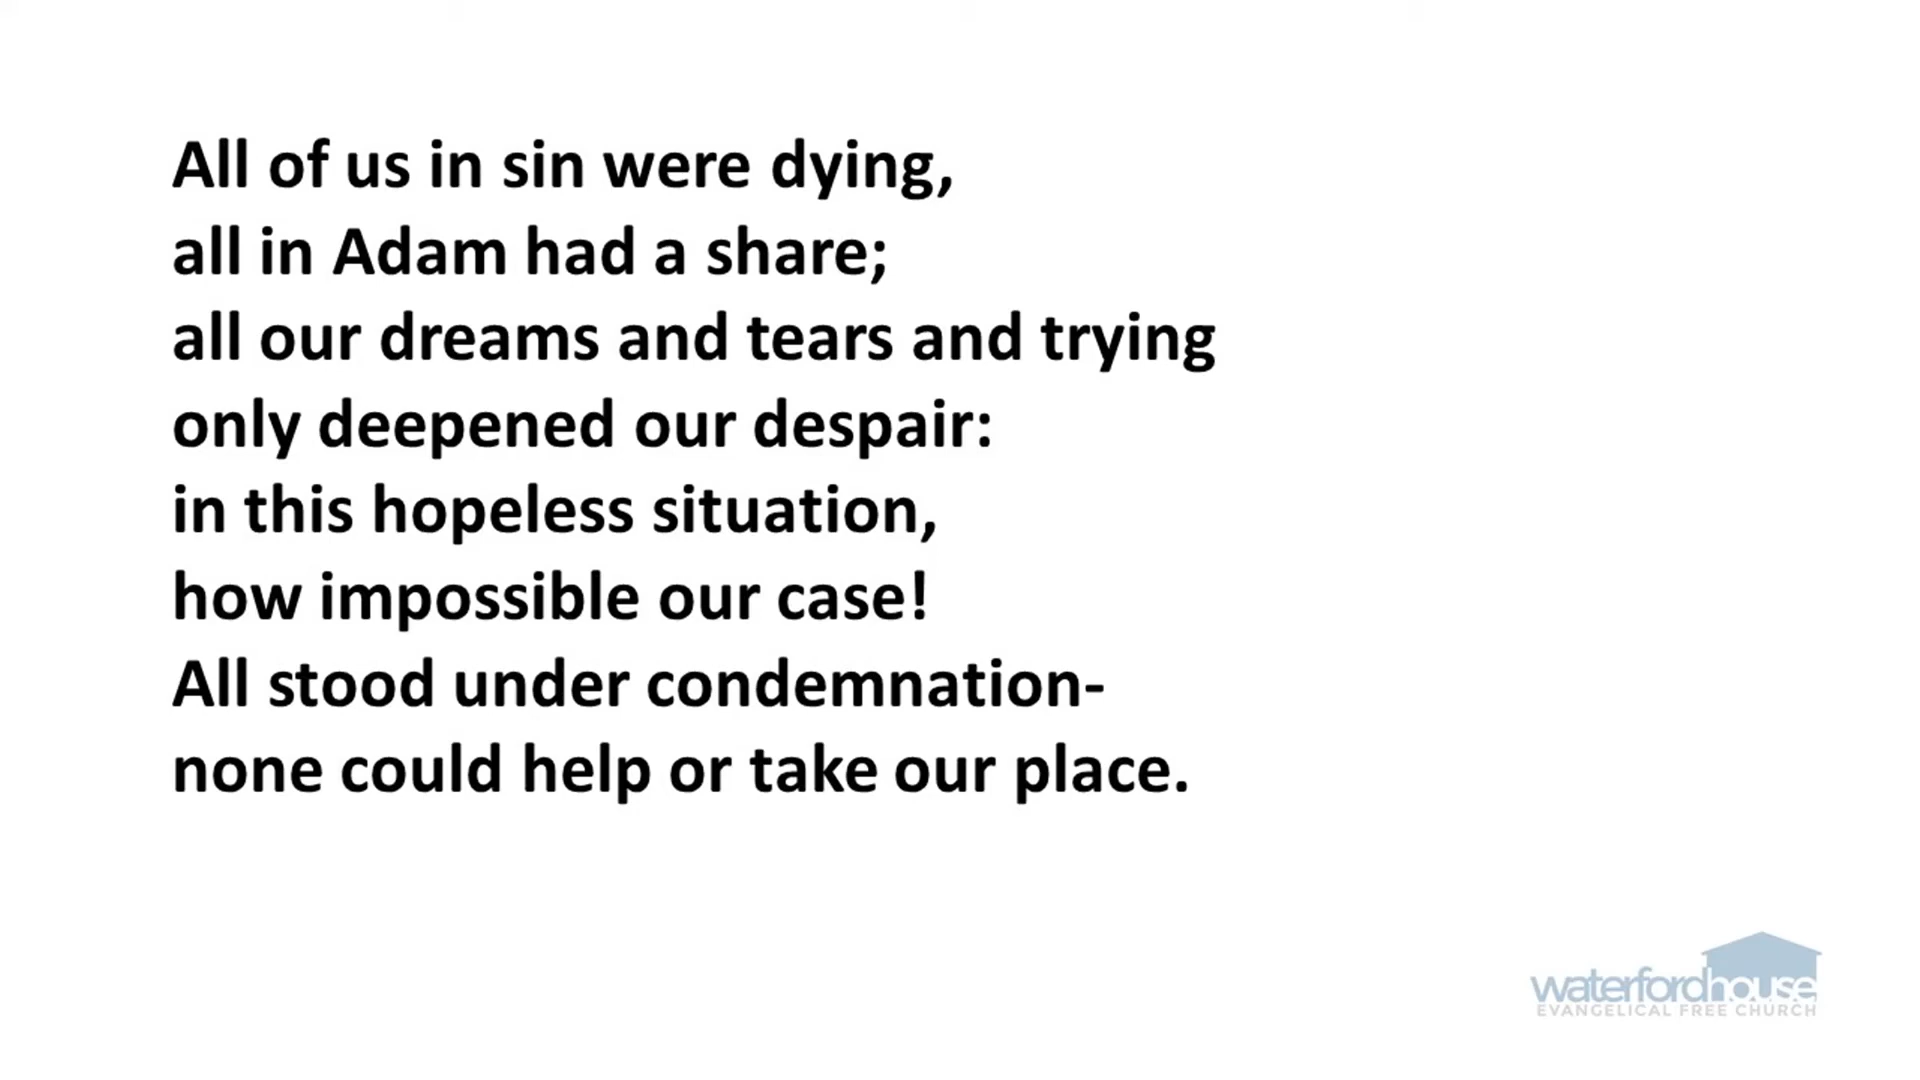 All of us in sin were dying,
all in Adam had a share;
all our dreams and tears and trying
only deepened our despair:
in this hopeless situation,
how impossible our case!
All stood under condemnation-
none could help or take our place.
waterfordhouse
EVANGELICAL FREE CHURCH